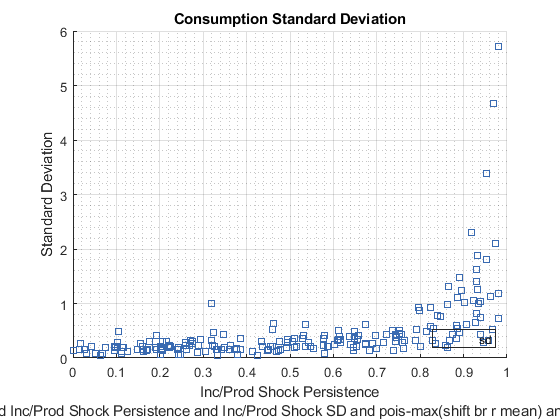 Consumption Standard Deviation
6
5
4
3
2
1
0
Standard Deviation
sd
0 0.1 0.2 0.3 0.4 0.5 0.6 0.7 0.8 0.9 1
Inc/Prod Shock Persistence
d Inc/Prod Shock Persistence and Inc/Prod Shock SD and pois-max(shift br r mean) an